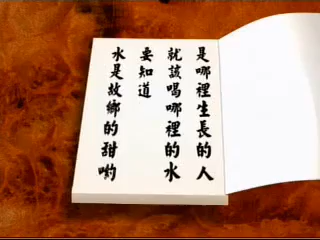 是哪裡生長的人
就該喝哪裡的水
要知道
水是故鄉的甜喲